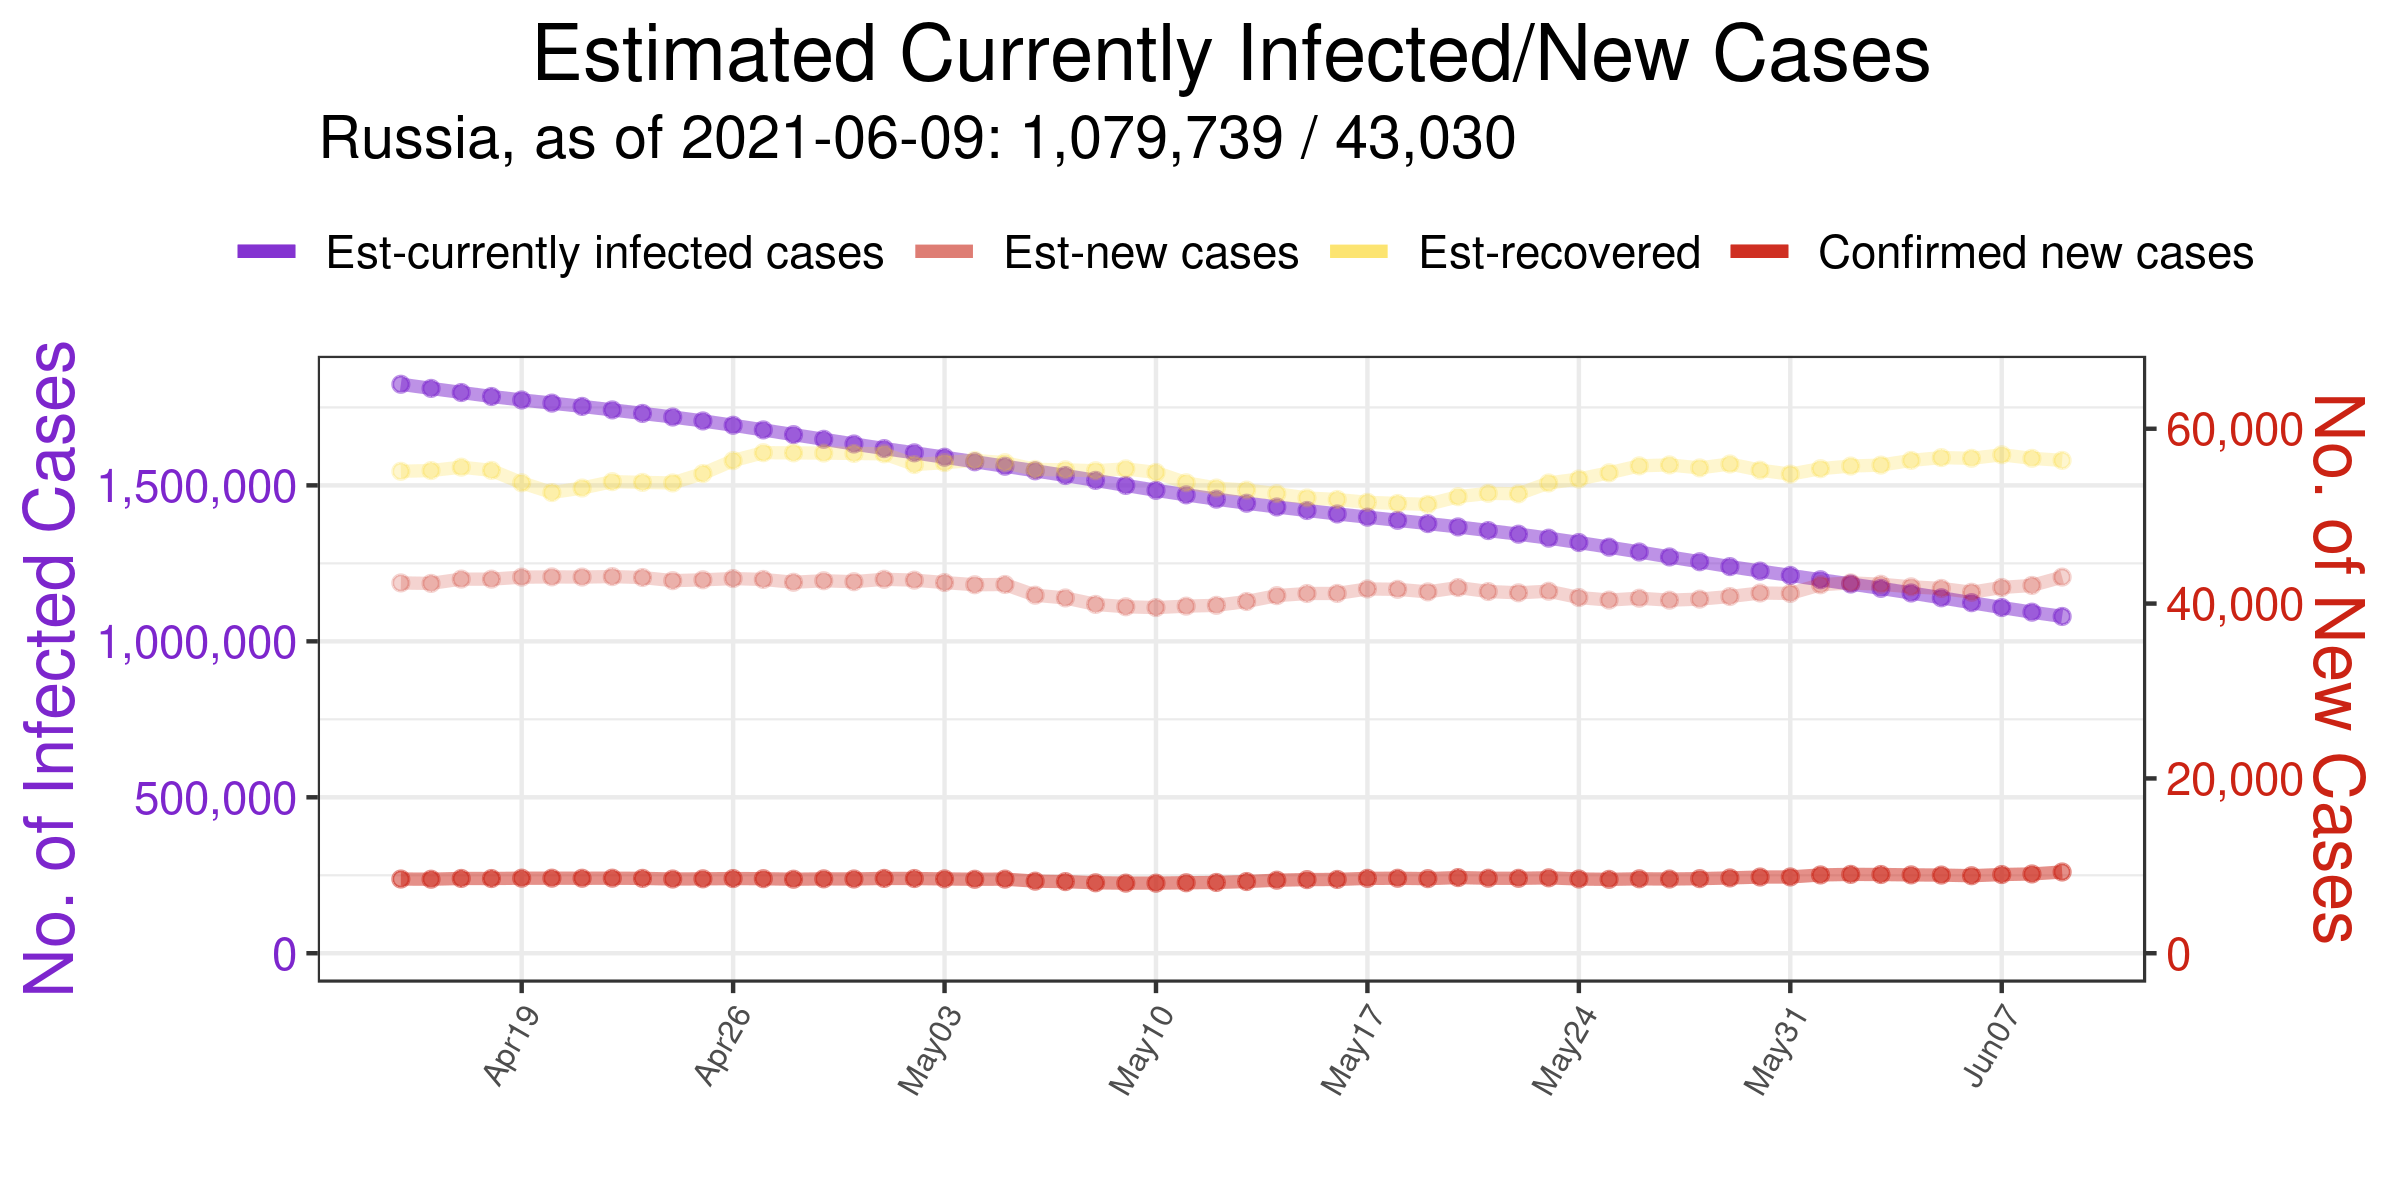 Estimated Currently Infected/New Cases
Russia, as of 2021-06-09: 1,079,739 / 43,030
Est-currently infected cases Est-new cases Est-recovered Confirmed new cases
No. of Infected Cases
1,500,000
1,000,000
500,000
0
60,000
40,000
20,000
0
No. of New Cases
Apr19 Apr26 May03 May10 May17 May24 May31 Jun07